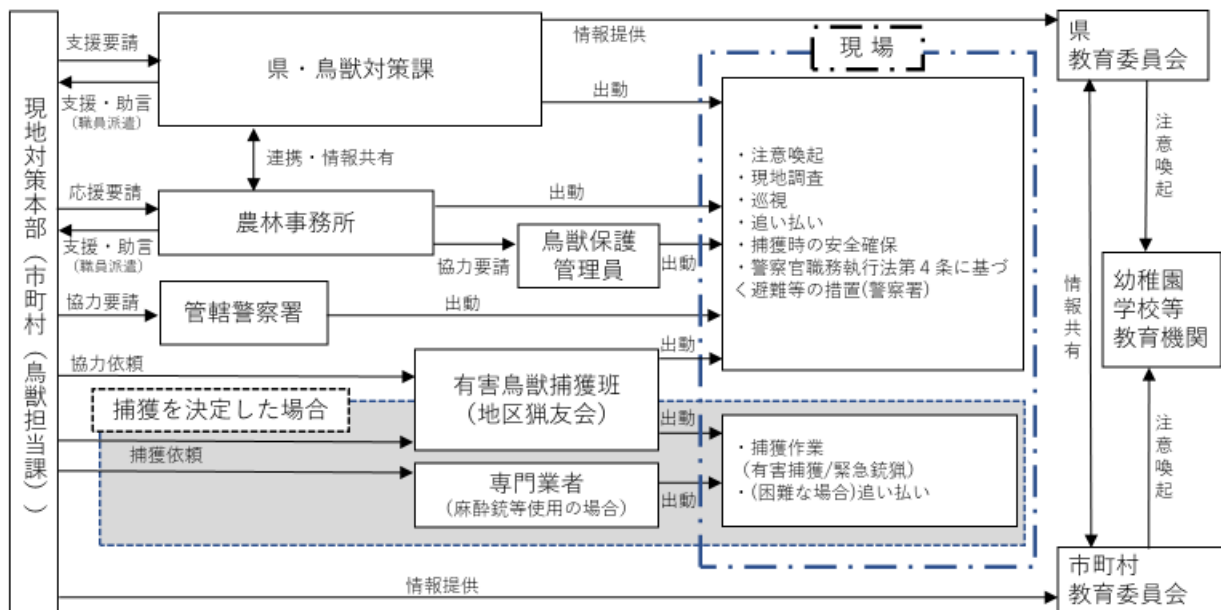 現地対策本部（市町村（鳥獣担当課））
支援要請
支援・助言
(職員派遣)
県・鳥獣対策課
情報提供
出動
現 場
県
教育委員会
連携・情報共有
応援要請
支援・助言
(職員派遣)
農林事務所
出動
協力要請
鳥獣保護
管理員
出動
協力要請
管轄警察署
出動
・注意喚起
・現地調査
・巡視
・追い払い
・捕獲時の安全確保
・警察官職務執行法第４条に基づ
く避難等の措置(警察署)
注意喚起
情報共有
幼稚園
学校等
教育機関
協力依頼
有害鳥獣捕獲班
（地区猟友会）
出動
捕獲を決定した場合
出動
捕獲依頼
専門業者
（麻酔銃等使用の場合）
出動
・捕獲作業
(有害捕獲/緊急銃猟)
・(困難な場合)追い払い
注意喚起
情報提供
市町村
教育委員会